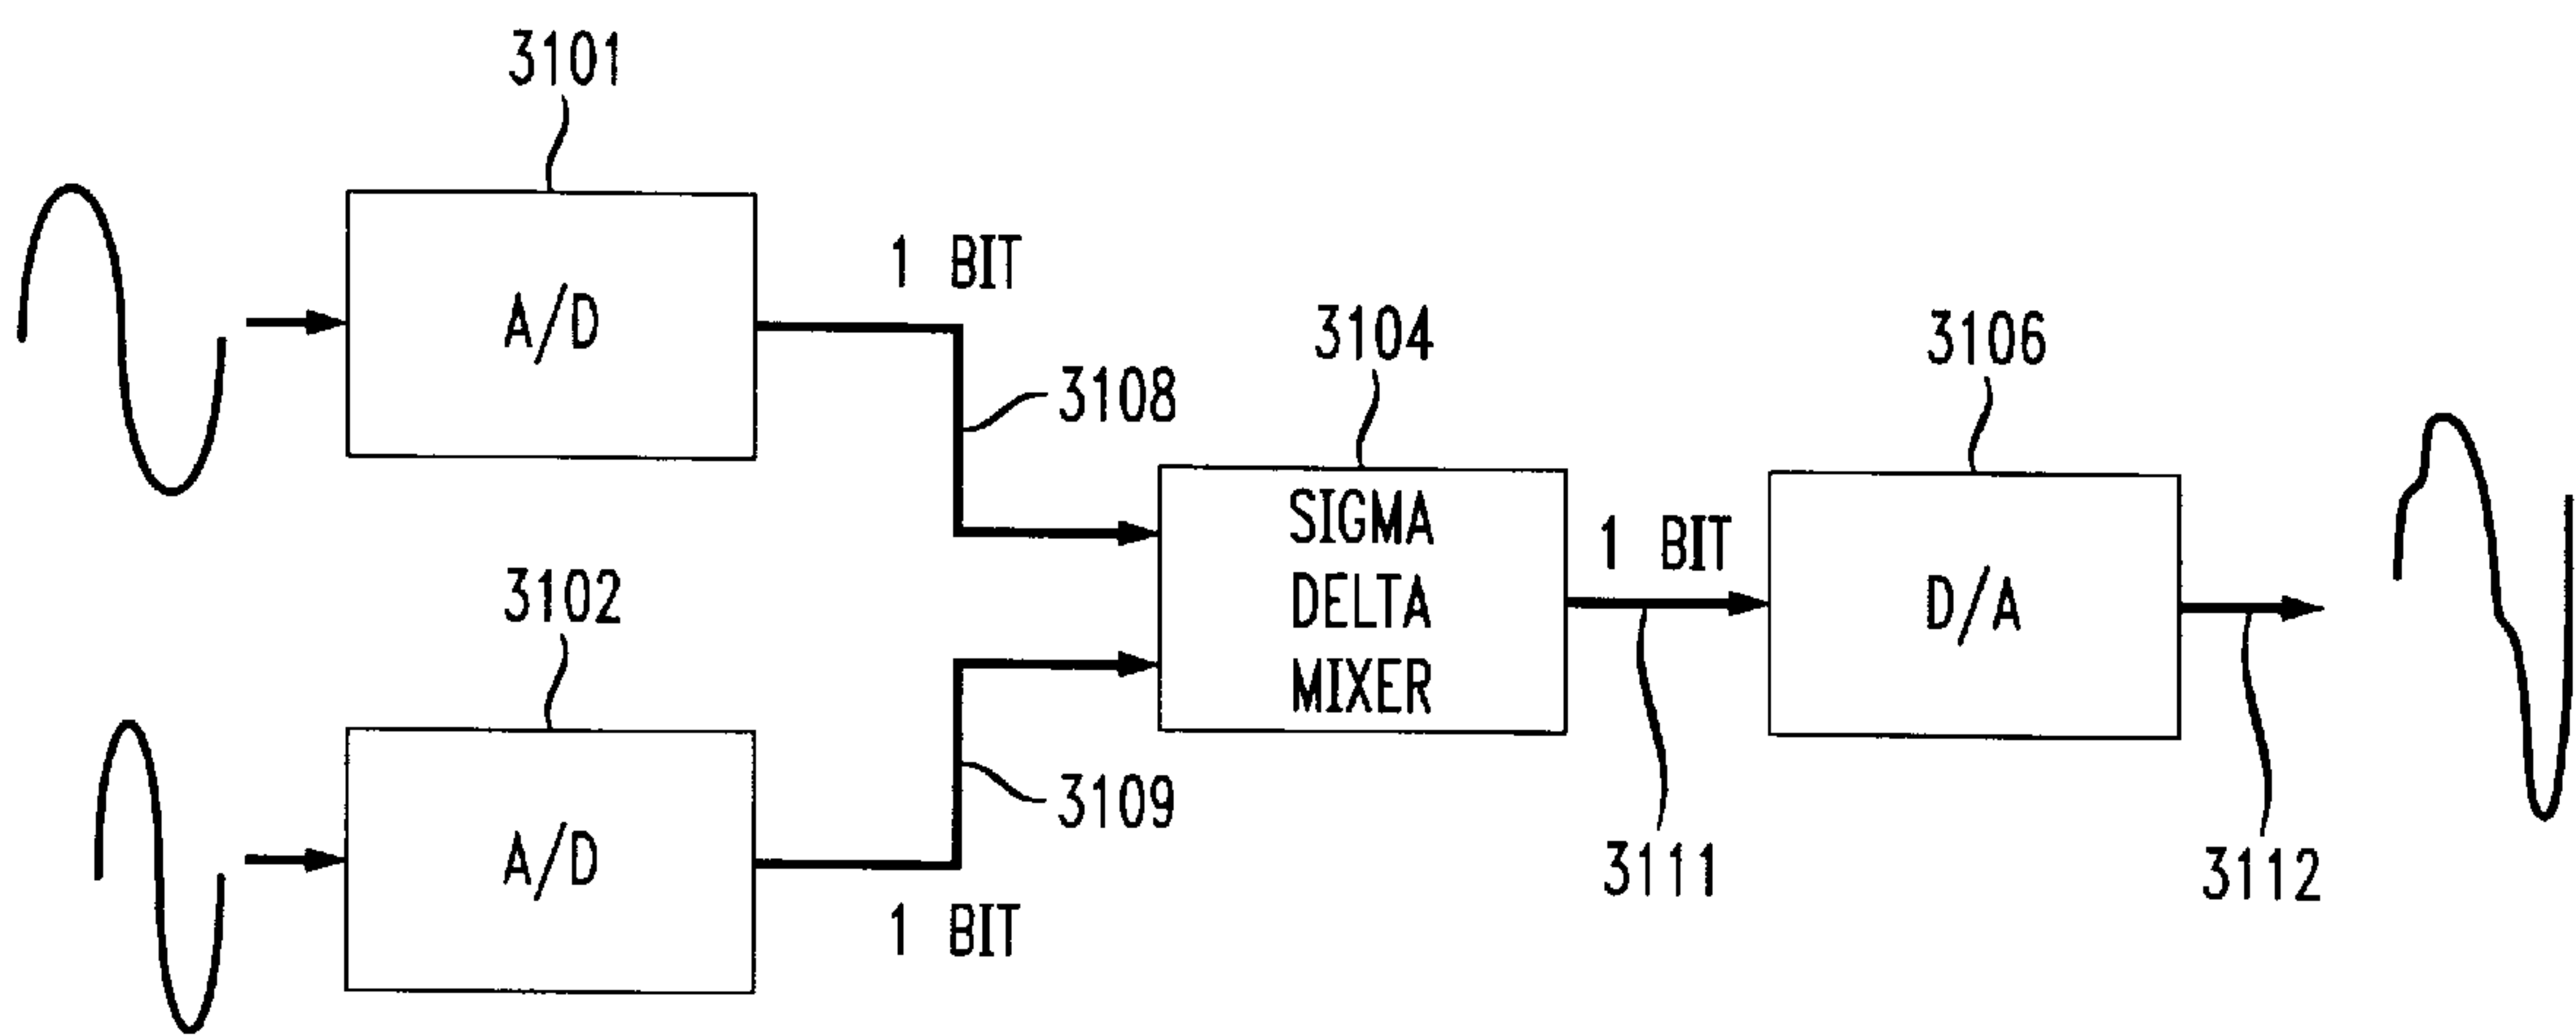 3101
A/D
1 BIT
3108
3102
A/D
1 BIT
3109
3104
SIGMA
DELTA
MIXER
1 BIT
3111
3106
D/A
3112